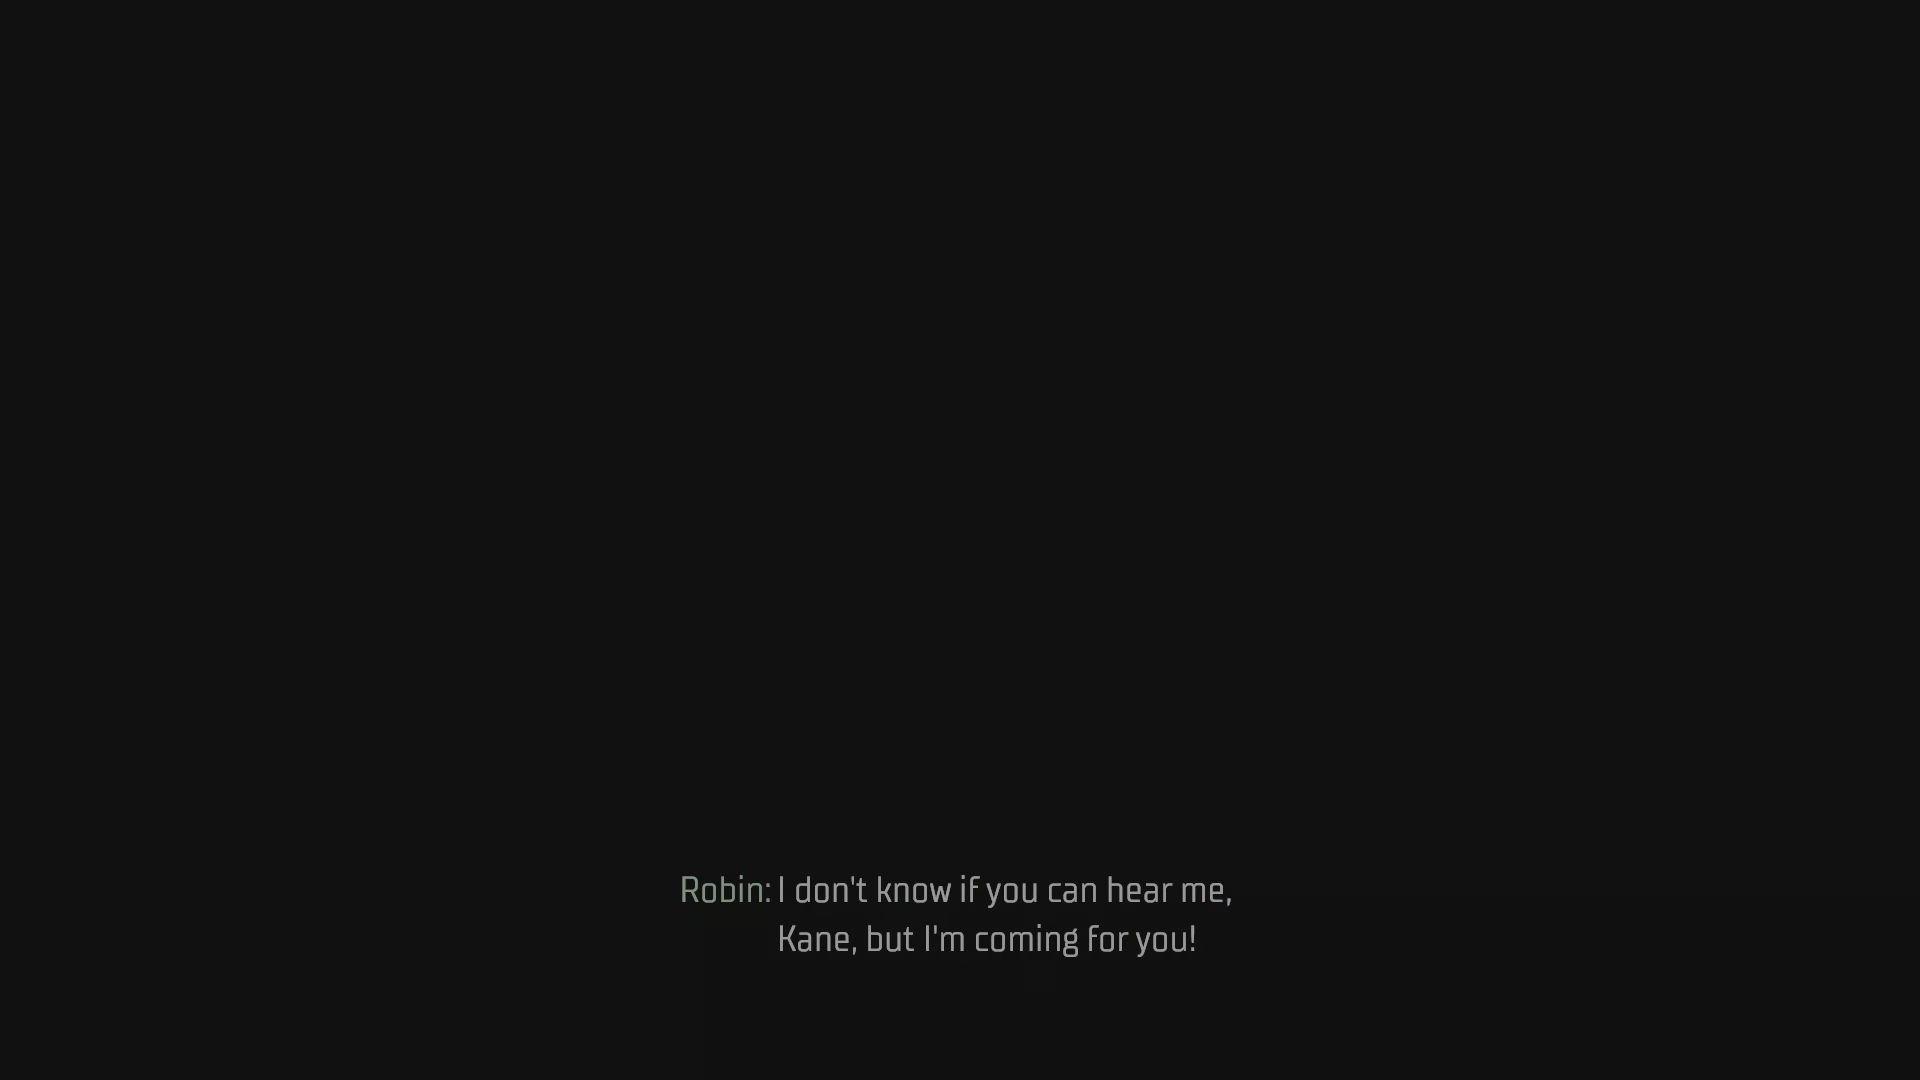 Robin: I don't know if you can hear me,
Kane, but I'm coming for you!